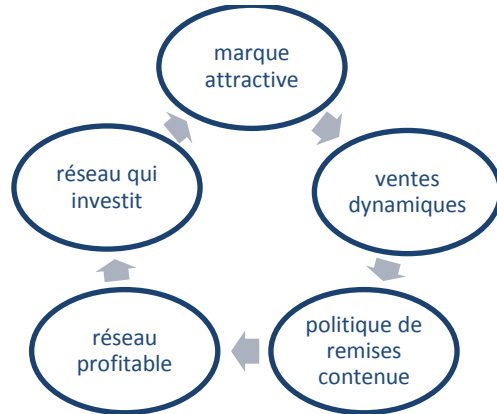 marque
attractive
ventes
dynamiques
politique de
remises
contenue
réseau
profitable
réseau qui
investit